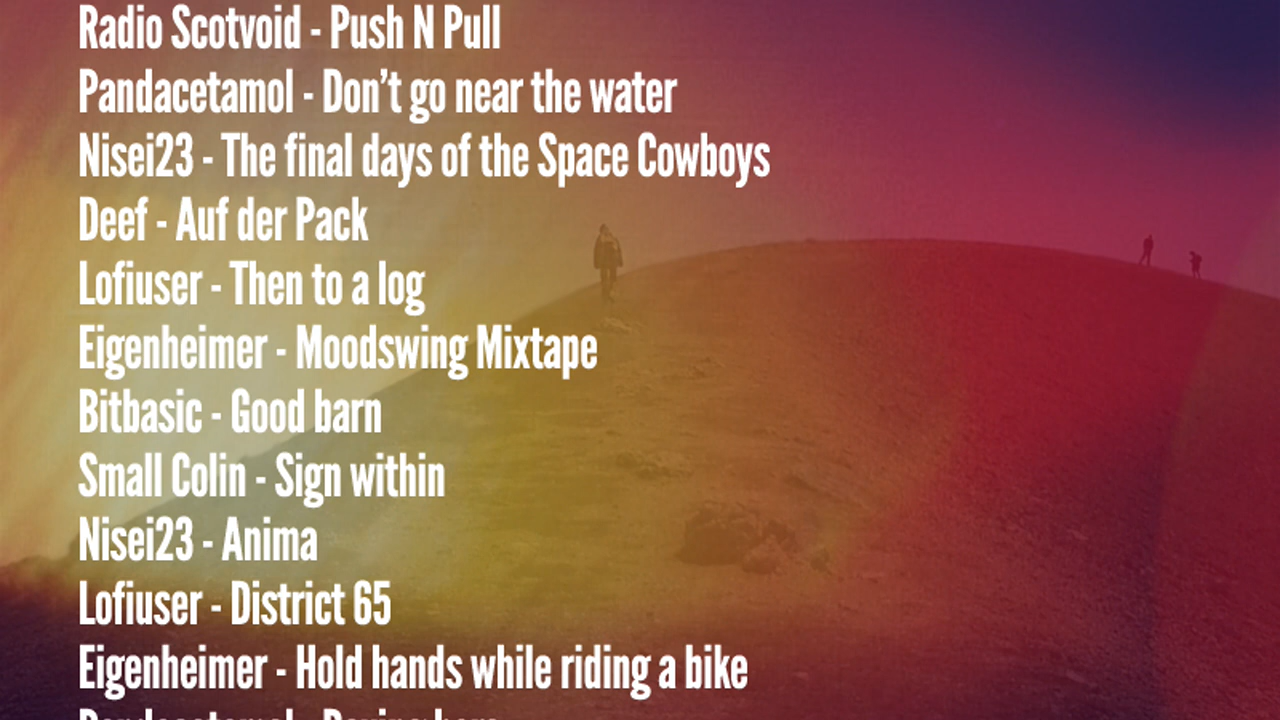 Radio Scotvoid - Push N Pull
Pandacetamol - Don’t go near the water
Nisei23 - The final days of the Space Cowboys
Deef - Auf der Pack
Lofiuser - Then to a log
Eigenheimer - Moodswing Mixtape
Bitbasic - Good barn
Small Colin - Sign within
Nisei23 - Anima
Lofiuser - District 65
Eigenheimer - Hold hands while riding a bike
Pandacetamol -